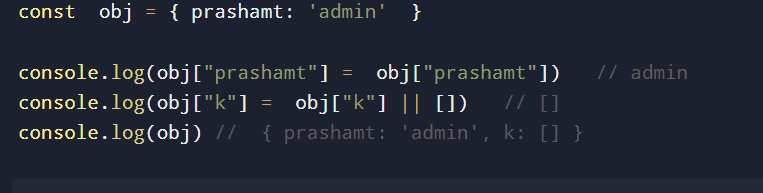 const  obj = { prashamt: 'admin'  }
console.log(obj["prashamt"] =  obj["prashamt"])   // admin
console.log(obj["k"] =  obj["k"] || [])   // []
console.log(obj) //  { prashamt: 'admin', k: [] }